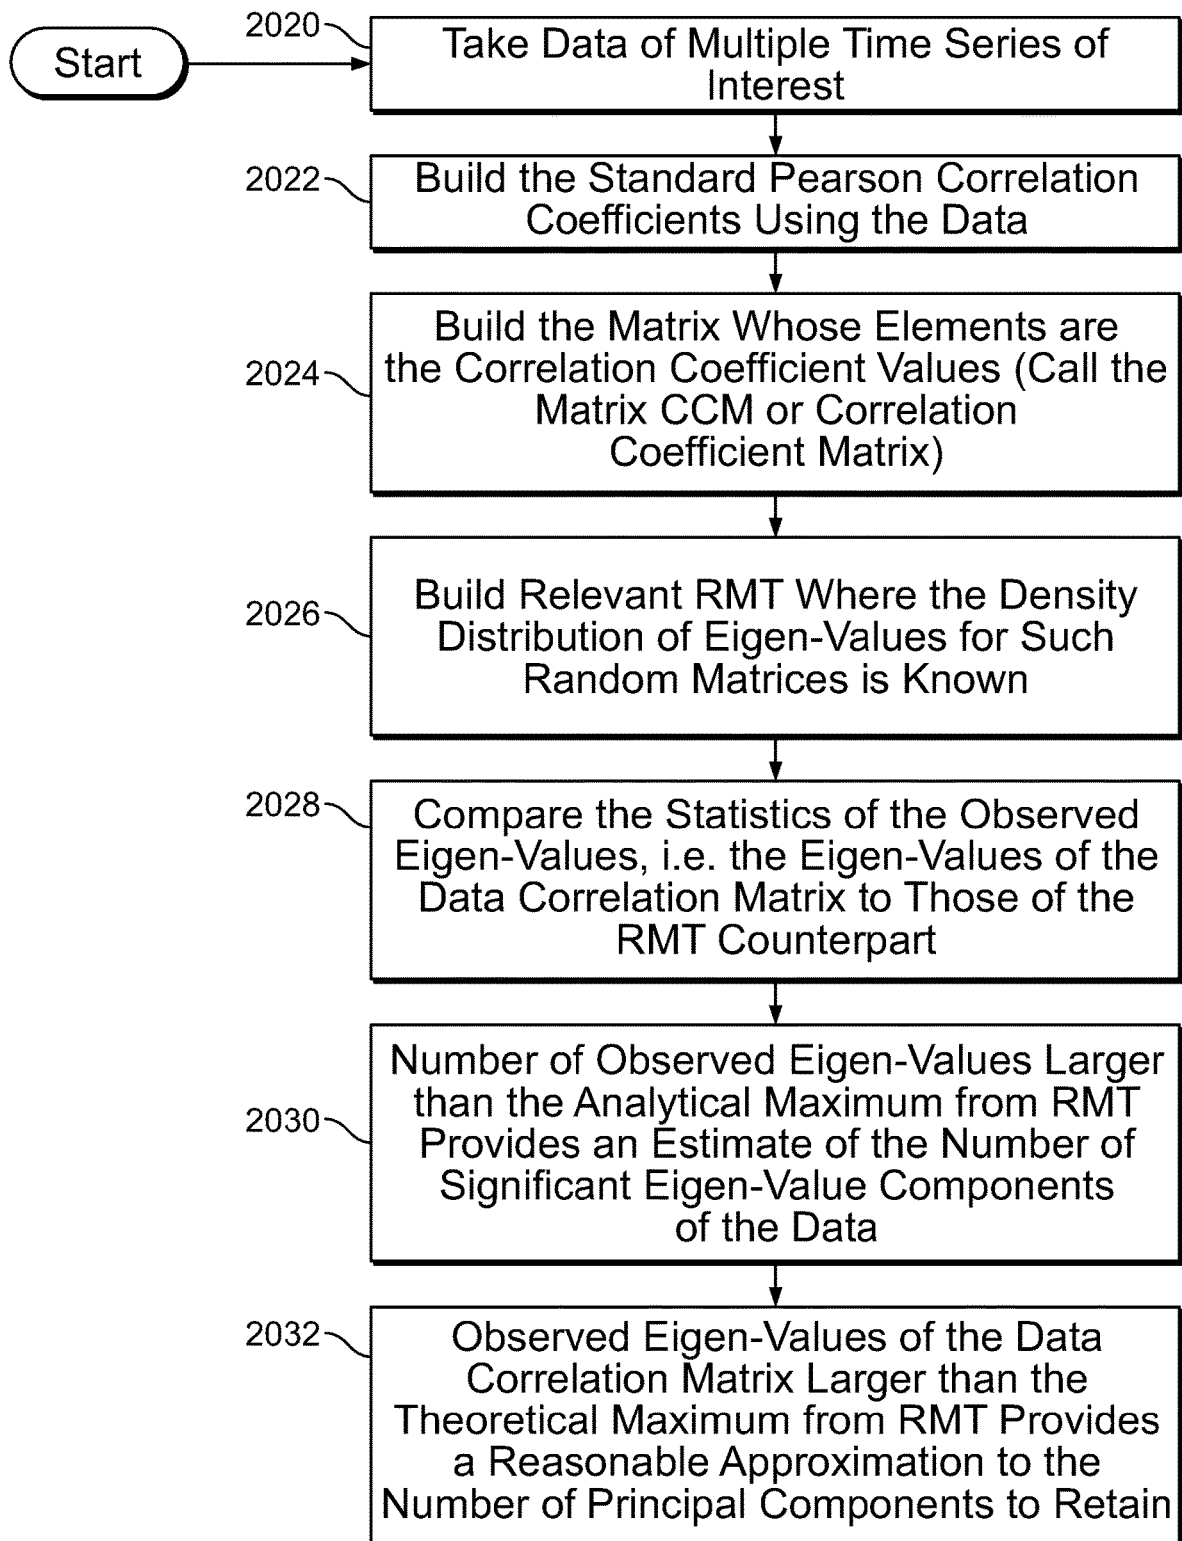 Start
2020
Take Data of Multiple Time Series of
Interest
2022
Build the Standard Pearson Correlation
Coefficients Using the Data
2024
Build the Matrix Whose Elements are
the Correlation Coefficient Values (Call the
Matrix CCM or Correlation
Coefficient Matrix)
2026
Build Relevant RMT Where the Density
Distribution of Eigen-Values for Such
Random Matrices is Known
2028
Compare the Statistics of the Observed
Eigen-Values, i.e. the Eigen-Values of the
Data Correlation Matrix to Those of the
RMT Counterpart
2030
Number of Observed Eigen-Values Larger
than the Analytical Maximum from RMT
Provides an Estimate of the Number of
Significant Eigen-Value Components
of the Data
2032
Observed Eigen-Values of the Data
Correlation Matrix Larger than the
Theoretical Maximum from RMT Provides
a Reasonable Approximation to the
Number of Principal Components to Retain